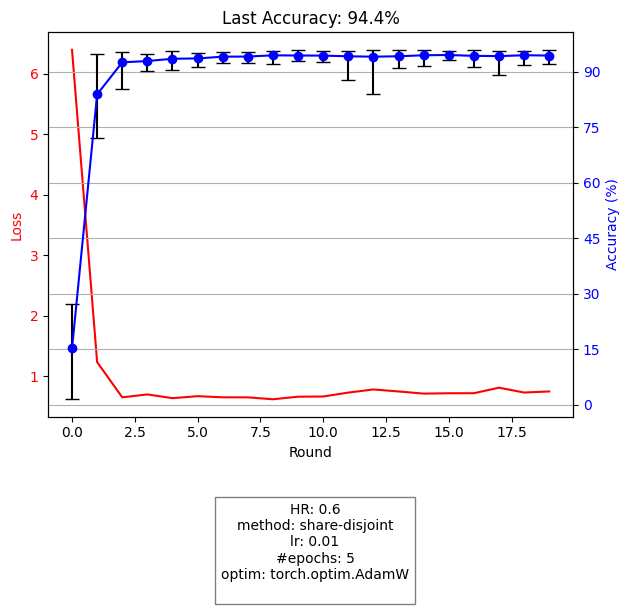 Last Accuracy: 94.4%
6
5
4
3
2
1
Loss
90
75
60
45
30
15
0
Accuracy (%)
0.0 2.5 5.0 7.5 10.0 12.5 15.0 17.5
Round
HR: 0.6
method: share-disjoint
lr: 0.01
#epochs: 5
optim: torch.optim.AdamW